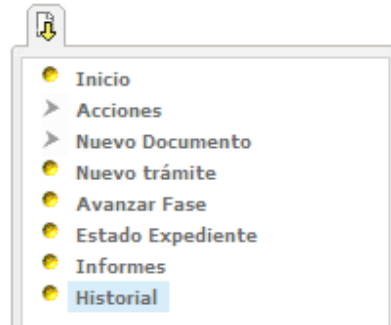 Inicio
Acciones
Nuevo Documento
Nuevo trámite
Avanzar Fase
Estado Expediente
Informes
Historial